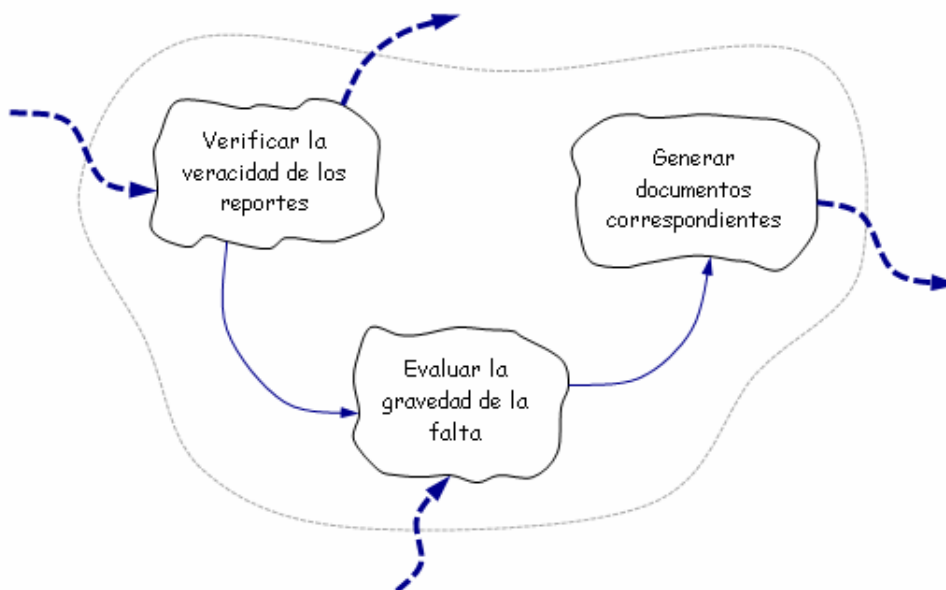 Verificar la
veracidad de los
reportes
Generar
documentos
correspondientes
Evaluar la
gravedad de la
falta